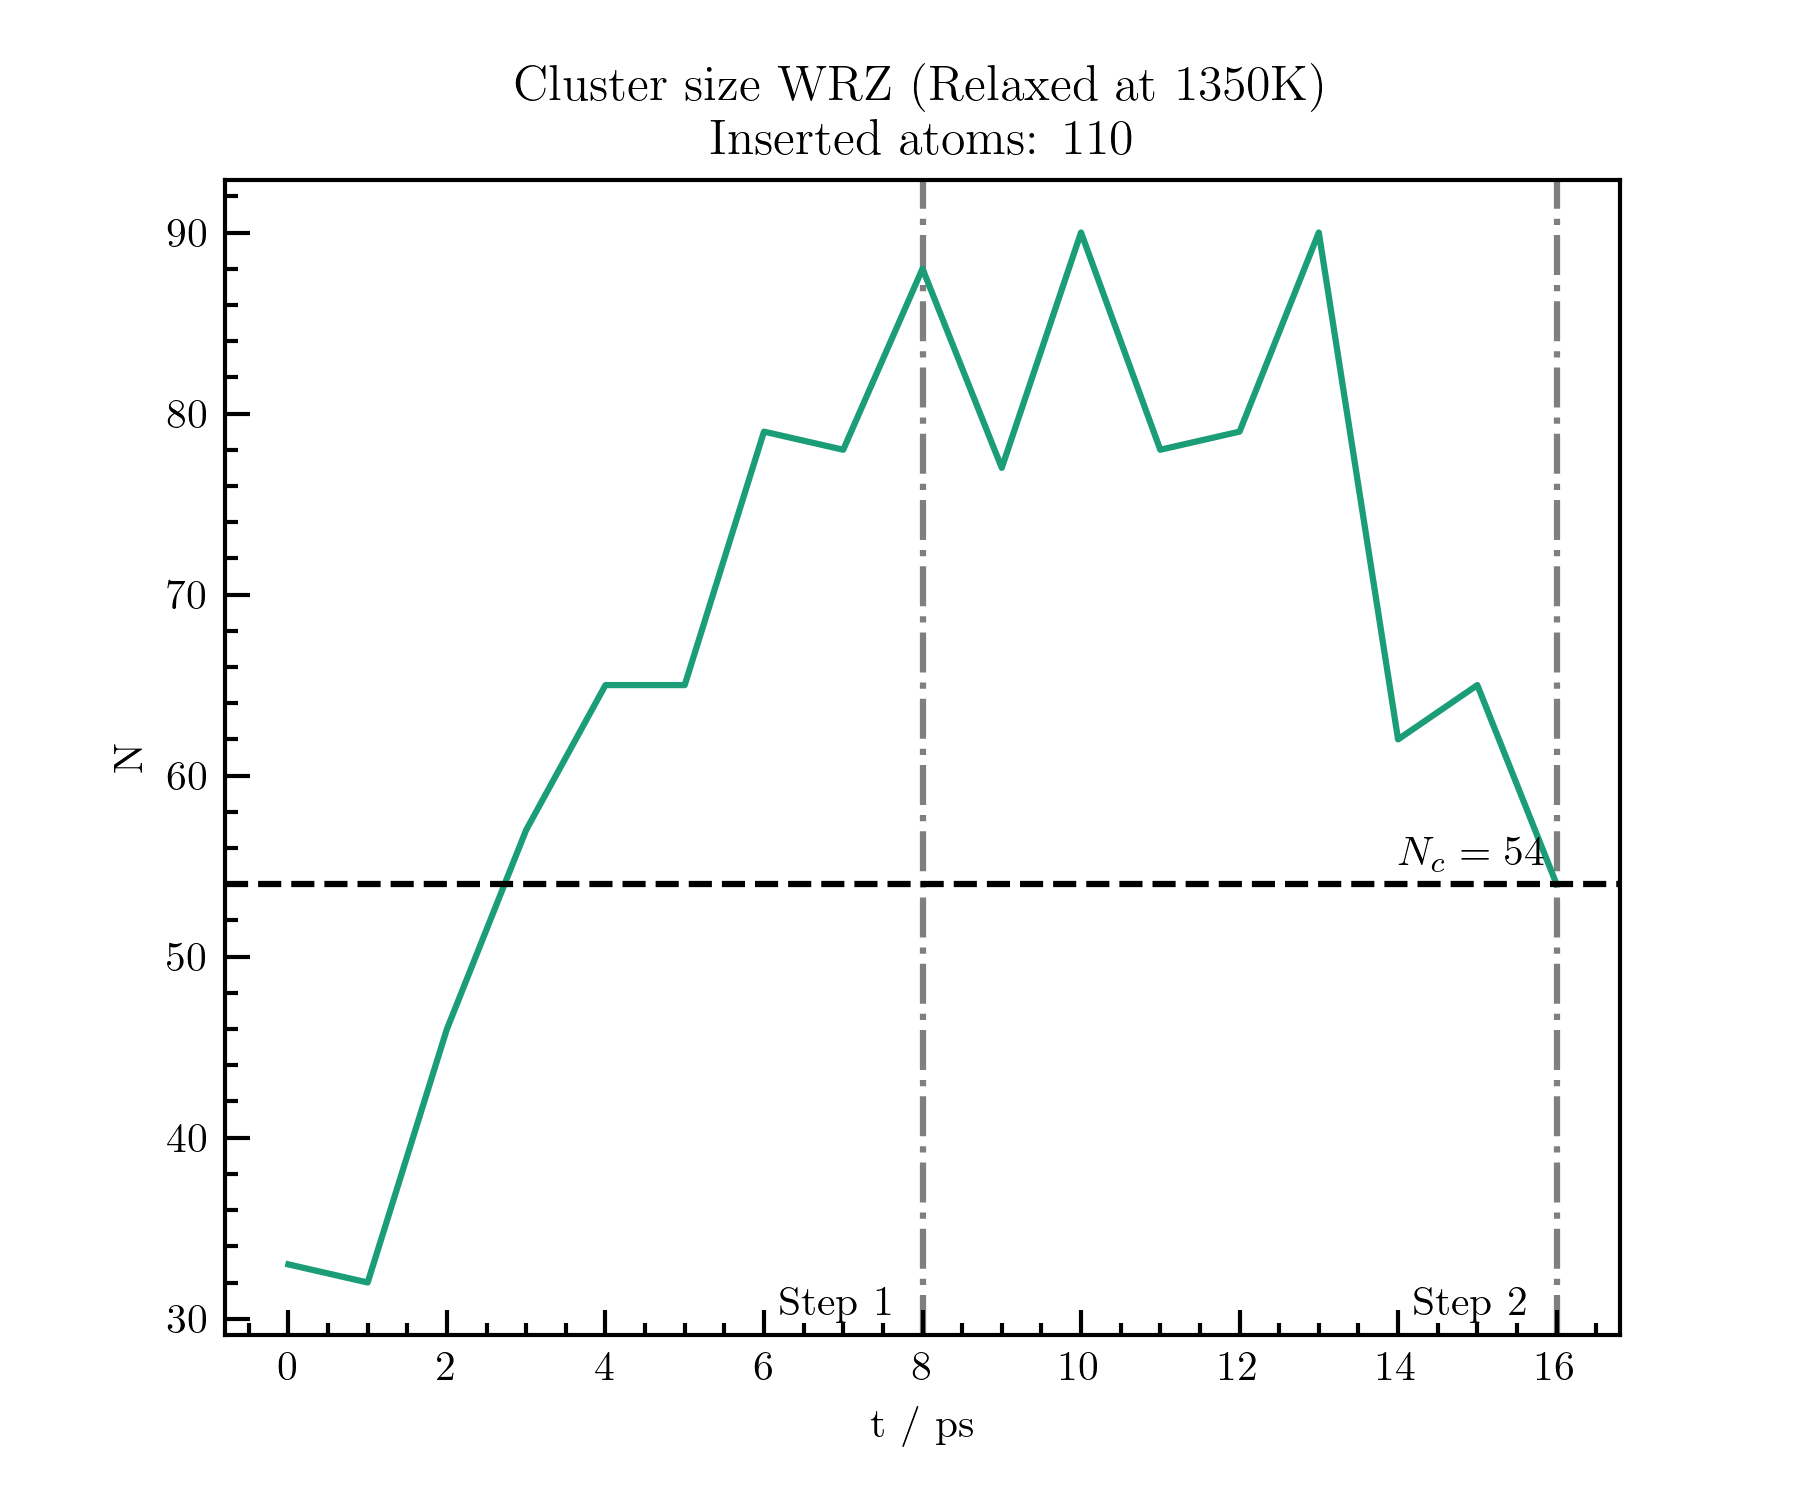 Cluster size WRZ (Relaxed at 1350K)
Inserted atoms: 110
90
80
70
60
50
40
30
N
N_c = 54
Step 1
Step 2
0 2 4 6 8 10 12 14 16
t / ps